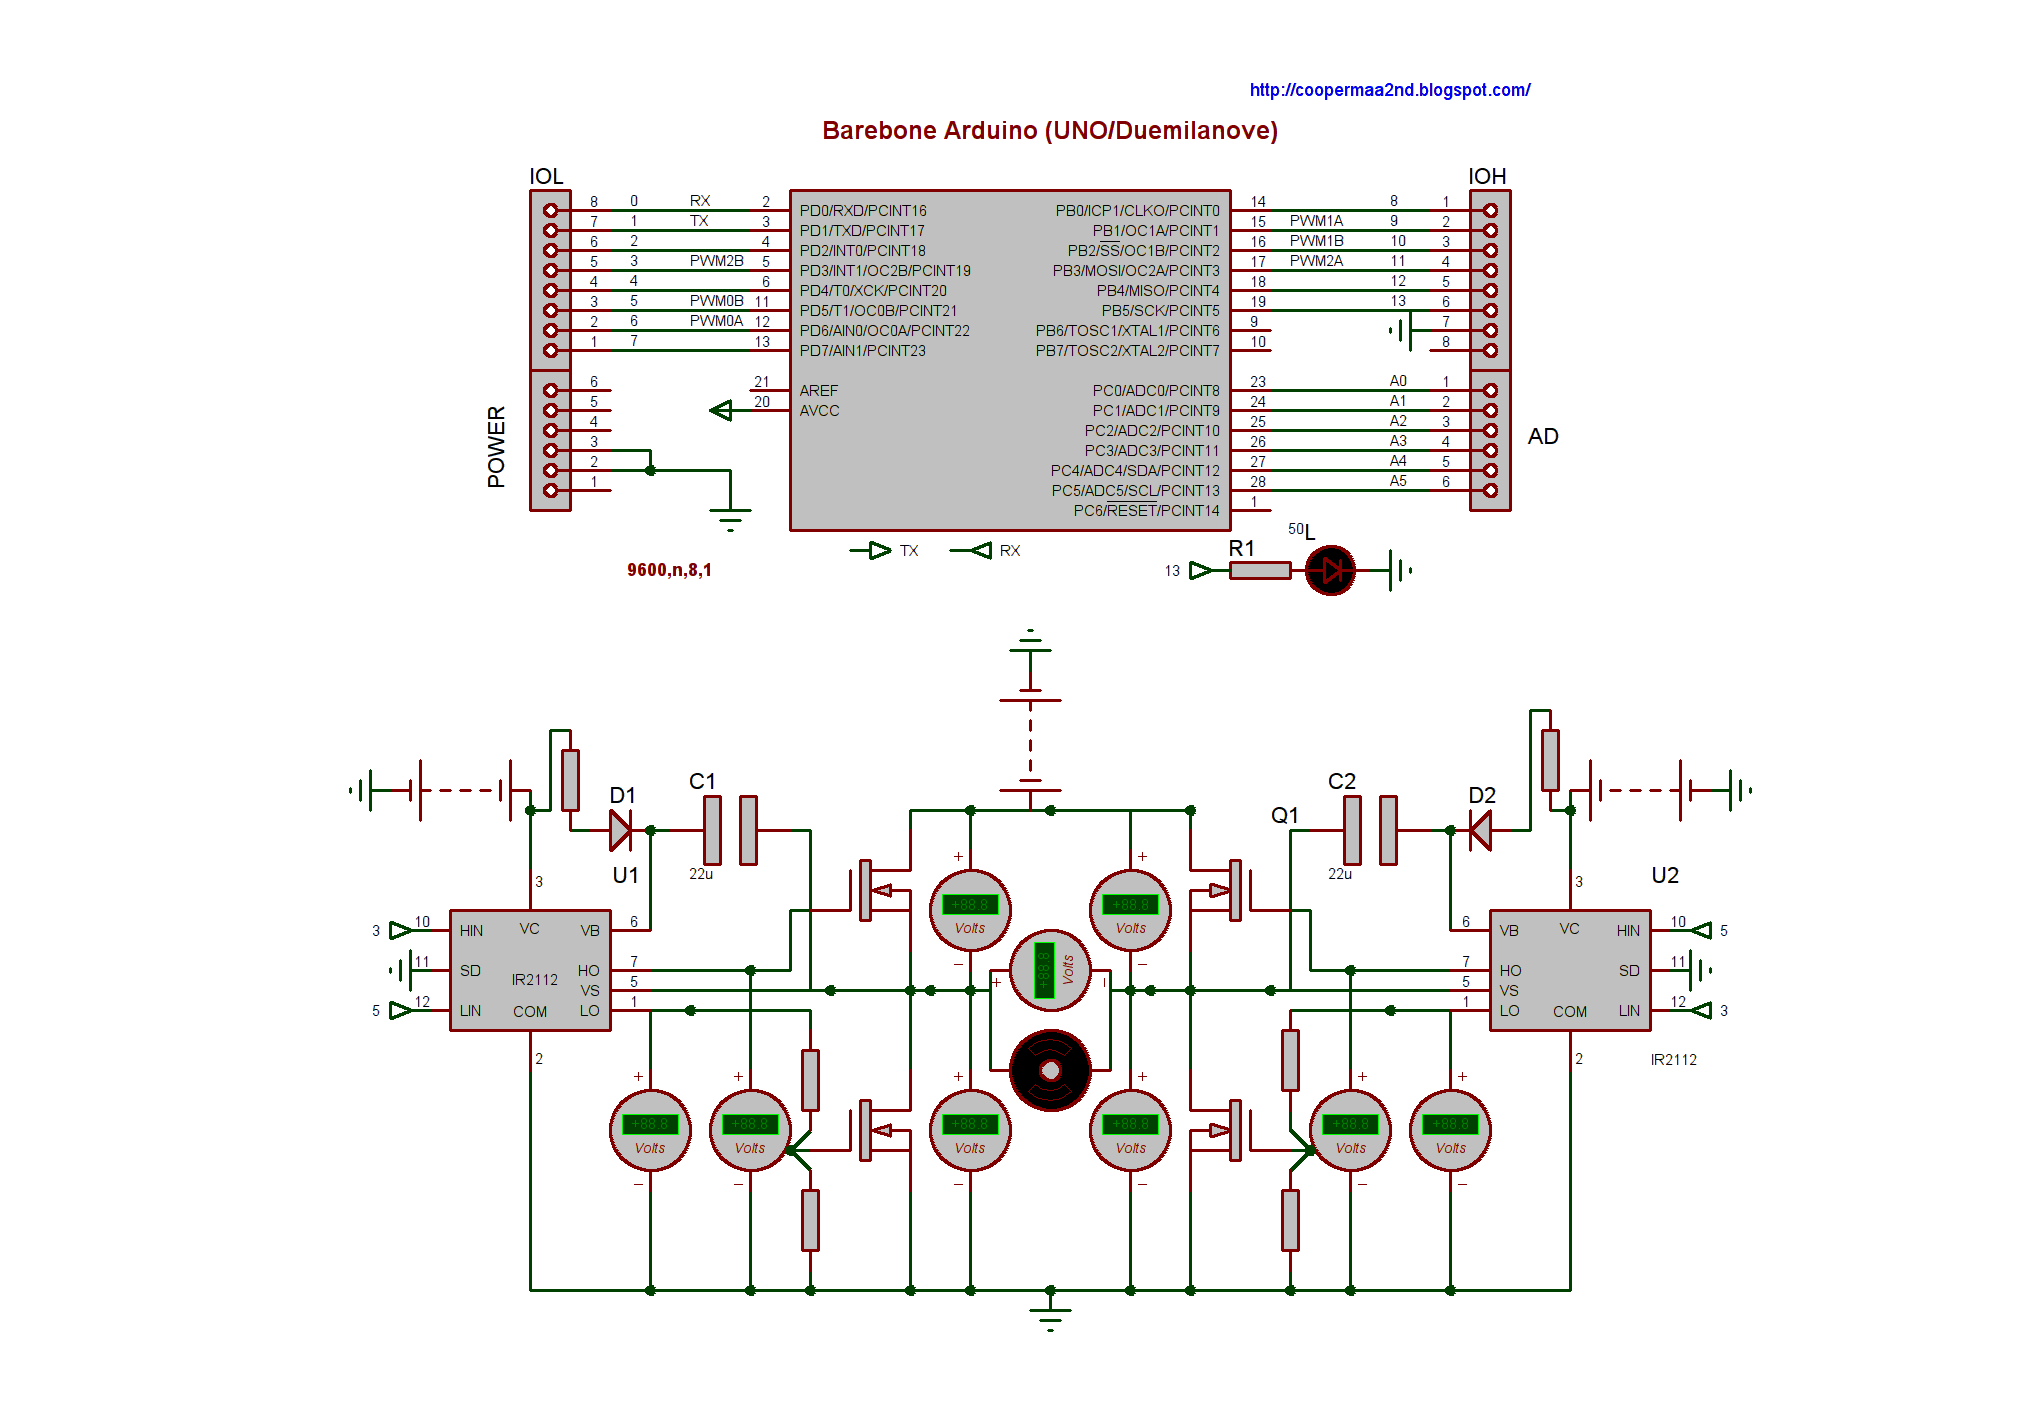 http://coopermaa2nd.blogspot.com/
Barebone Arduino (UNO/Duemilanove)
IOL
IOH
8 0 RX 2 PD0/RXD/PCINT16
7 1 TX 3 PD1/TXD/PCINT17
6 2 4 PD2/INT0/PCINT18
5 3 PWM2B 5 PD3/INT1/OC2B/PCINT19
4 4 6 PD4/T0/XCK/PCINT20
3 5 PWM0B 11 PD5/T1/OC0B/PCINT21
2 6 PWM0A 12 PD6/AIN0/OC0A/PCINT22
1 7 13 PD7/AIN1/PCINT23
PB0/ICP1/CLKO/PCINT0 14 8 1
PB1/OC1A/PCINT1 15 PWM1A 9 2
PB2/SS/OC1B/PCINT2 16 PWM1B 10 3
PB3/MOSI/OC2A/PCINT3 17 PWM2A 11 4
PB4/MISO/PCINT4 18 12 5
PB5/SCK/PCINT5 19 13 6
PB6/TOSC1/XTAL1/PCINT6 9 7
PB7/TOSC2/XTAL2/PCINT7 10 8
POWER
6 21 AREF
5 20 AVCC
4
3
2
1
PC0/ADC0/PCINT8 23 A0 1
PC1/ADC1/PCINT9 24 A1 2
PC2/ADC2/PCINT10 25 A2 3
PC3/ADC3/PCINT11 26 A3 4
PC4/ADC4/SDA/PCINT12 27 A4 5
PC5/ADC5/SCL/PCINT13 28 A5 6
PC6/RESET/PCINT14 1
AD
TX RX
9600,n,8,1
13 R1 50 L
D1 C1 22u
C2 22u D2
Q1
U1
U2
3
3 10 HIN VC VB 6
11 SD IR2112 HO 7
VS 5
5 12 LIN COM LO 1
2
3
6 VB VC HIN 10 5
7 HO SD 11
5 VS
1 LO COM LIN 12 3
2
IR2112
+ +88.8 Volts −
+ +88.8 Volts −
+ +88.8 Volts −
+ +88.8 Volts −
+ +88.8 Volts −
+ +88.8 Volts −
+ +88.8 Volts −
+ +88.8 Volts −
+ +88.8 Volts −